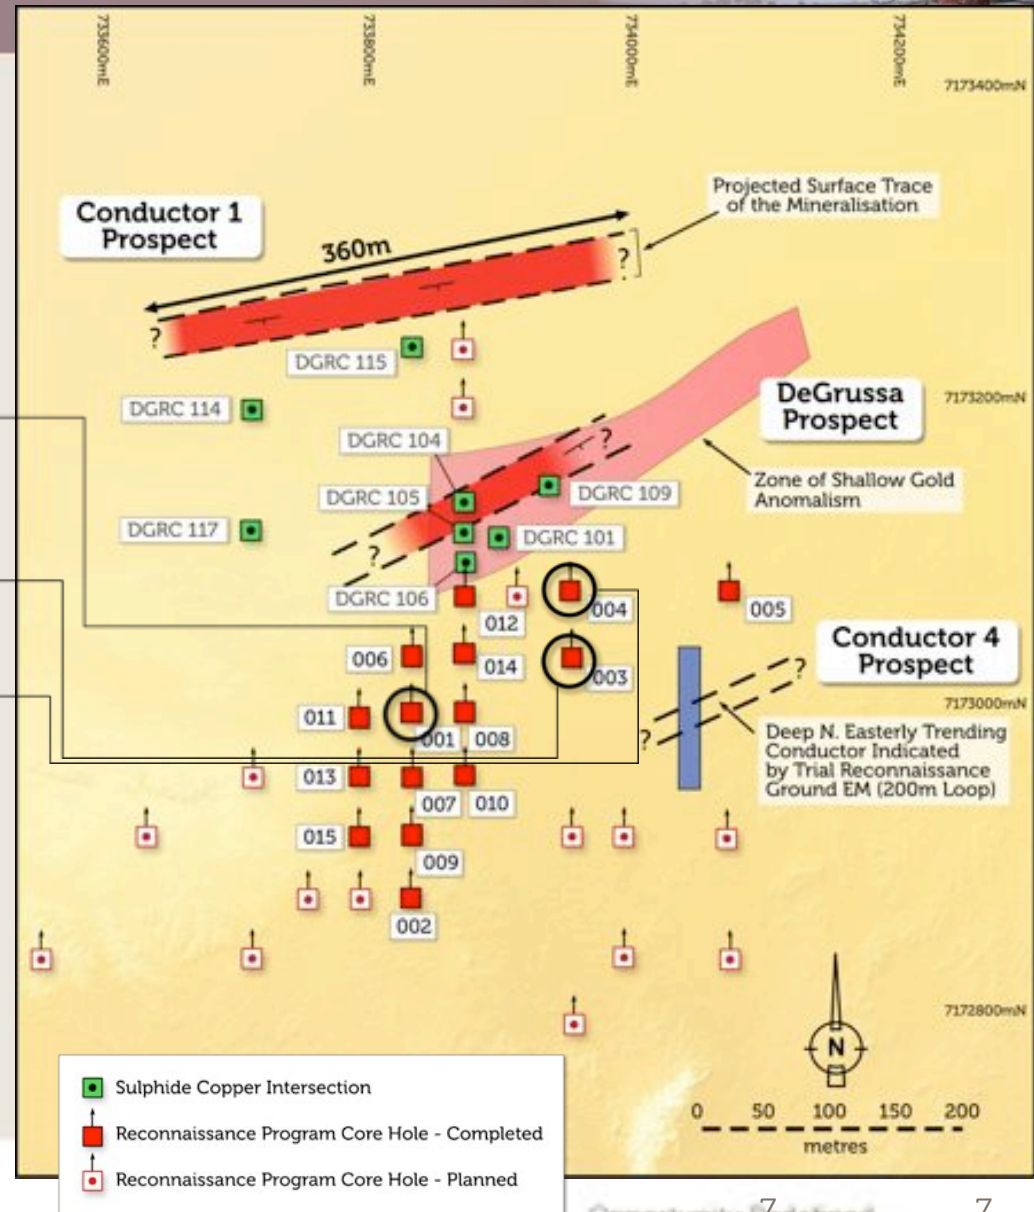 733600mE
733800mE
734000mE
734200mE
7173400mN
Projected Surface Trace
of the Mineralisation
Conductor 1
Prospect
360m
?
?
DGRC 115
DGRC 114
7173200mN
DeGrussa
Prospect
DGRC 104
?
DGRC 105
DGRC 109
Zone of Shallow Gold
Anomalism
DGRC 117
DGRC 101
?
DGRC 106
004
005
012
Conductor 4
Prospect
006
014
003
?
7173000mN
011
001
008
?
Deep N. Easterly Trending
Conductor Indicated
by Trial Reconnaissance
Ground EM (200m Loop)
013
007
010
015
009
002
7172800mN
N
Sulphide Copper Intersection
0 50 100 150 200
metres
Reconnaissance Program Core Hole - Completed
Reconnaissance Program Core Hole - Planned
7 7